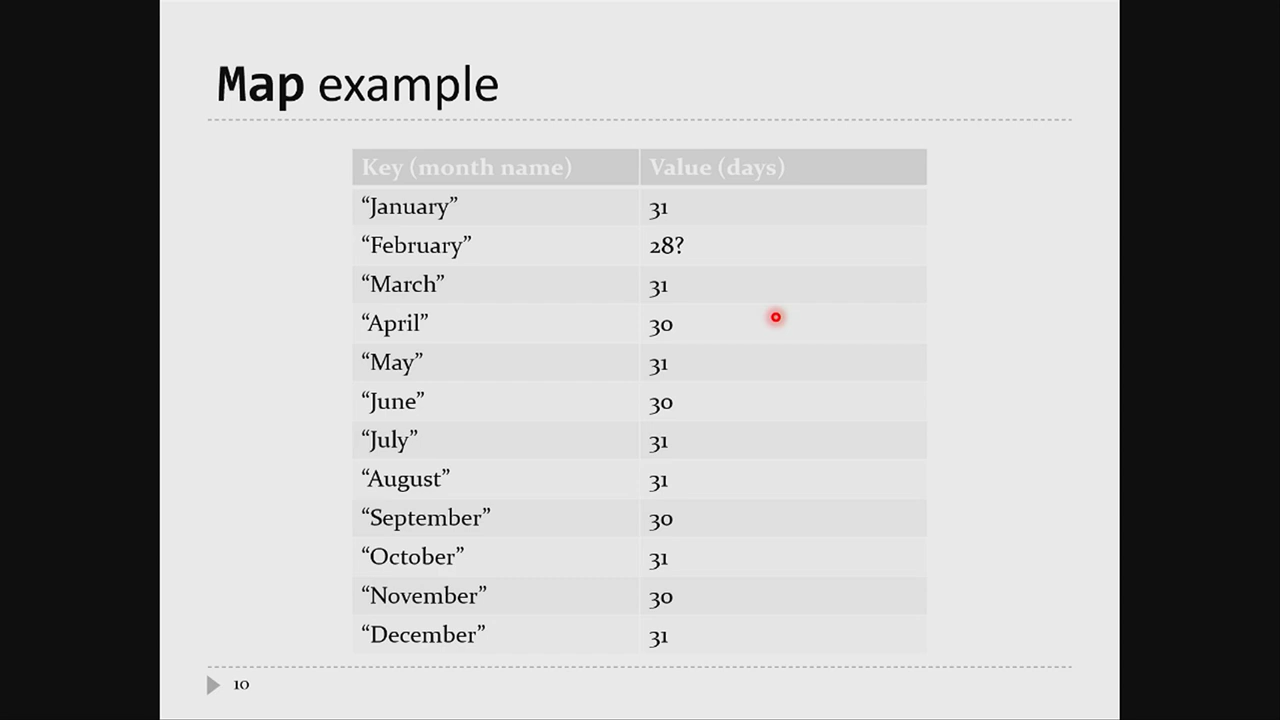 Map example
Key (month name) Value (days)
“January” 31
“February” 28?
“March” 31
“April” 30
“May” 31
“June” 30
“July” 31
“August” 31
“September” 30
“October” 31
“November” 30
“December” 31
10